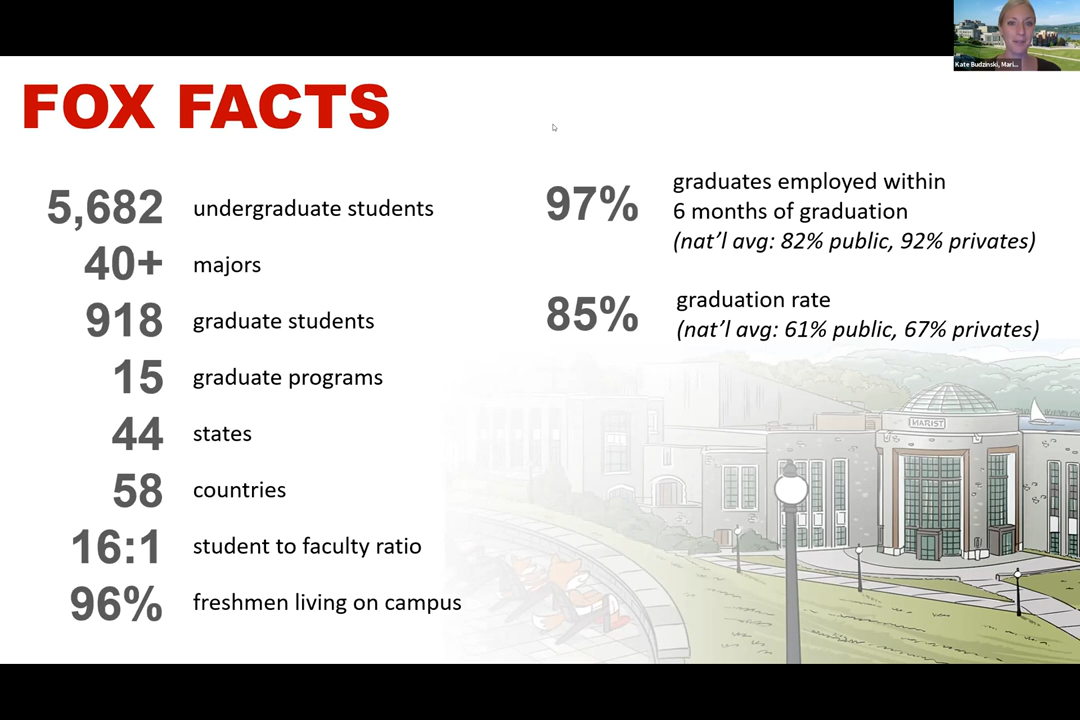 Kate Budzinski, Mari...
FOX FACTS
5,682 undergraduate students
40+ majors
918 graduate students
15 graduate programs
44 states
58 countries
16:1 student to faculty ratio
96% freshmen living on campus
97% graduates employed within
6 months of graduation
(nat'l avg: 82% public, 92% privates)
85% graduation rate
(nat'l avg: 61% public, 67% privates)
MARIST